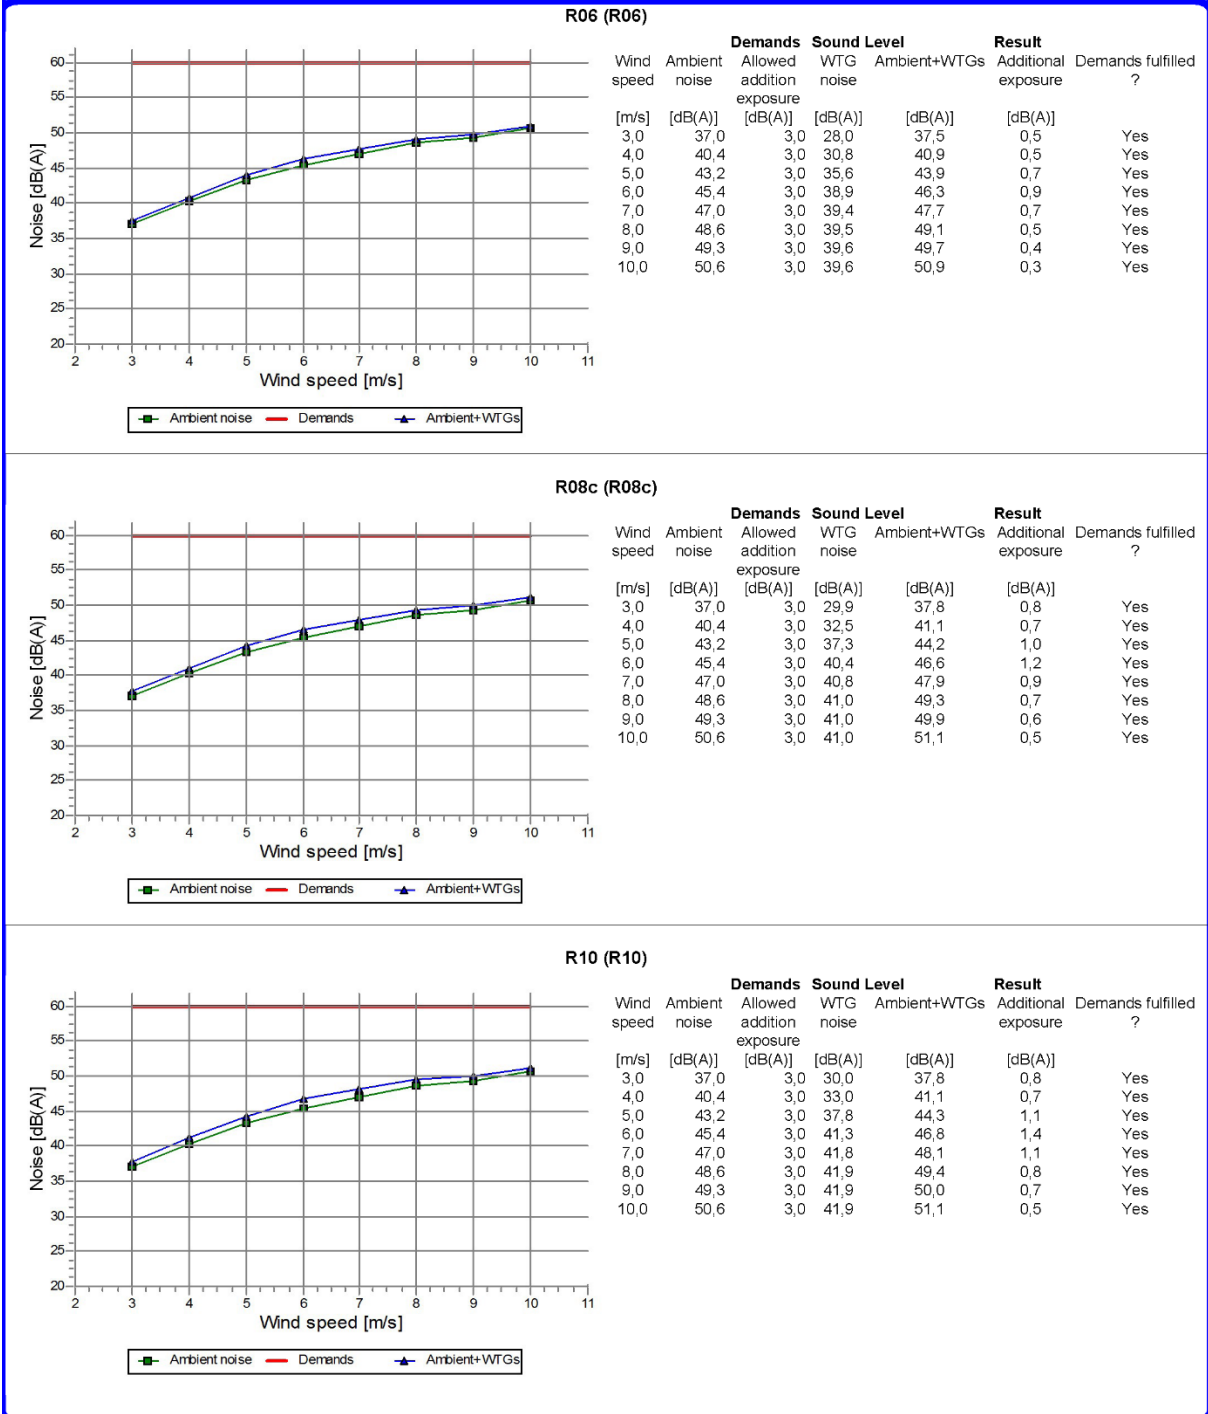 R06 (R06)
60
55
50
45
40
35
30
25
20
Noise [dB(A)]
2 3 4 5 6 7 8 9 10 11
Wind speed [m/s]
Ambient noise Demands Ambient+WTGs
Demands Sound Level Result
Wind Ambient Allowed WTG Ambient+WTGs Additional Demands fulfilled
speed noise addition noise exposure ?
exposure
[m/s] [dB(A)] [dB(A)] [dB(A)] [dB(A)] [dB(A)]
3,0 37,0 3,0 28,0 37,5 0,5 Yes
4,0 40,4 3,0 30,8 40,9 0,5 Yes
5,0 43,2 3,0 35,6 43,9 0,7 Yes
6,0 45,4 3,0 38,9 46,3 0,9 Yes
7,0 47,0 3,0 39,4 47,7 0,7 Yes
8,0 48,6 3,0 39,5 49,1 0,5 Yes
9,0 49,3 3,0 39,6 49,7 0,4 Yes
10,0 50,6 3,0 39,6 50,9 0,3 Yes
R08c (R08c)
60
55
50
45
40
35
30
25
20
Noise [dB(A)]
2 3 4 5 6 7 8 9 10 11
Wind speed [m/s]
Ambient noise Demands Ambient+WTGs
Demands Sound Level Result
Wind Ambient Allowed WTG Ambient+WTGs Additional Demands fulfilled
speed noise addition noise exposure ?
exposure
[m/s] [dB(A)] [dB(A)] [dB(A)] [dB(A)] [dB(A)]
3,0 37,0 3,0 29,9 37,8 0,8 Yes
4,0 40,4 3,0 32,5 41,1 0,7 Yes
5,0 43,2 3,0 37,3 44,2 1,0 Yes
6,0 45,4 3,0 40,4 46,6 1,2 Yes
7,0 47,0 3,0 40,8 47,9 0,9 Yes
8,0 48,6 3,0 41,0 49,3 0,7 Yes
9,0 49,3 3,0 41,0 49,9 0,6 Yes
10,0 50,6 3,0 41,0 51,1 0,5 Yes
R10 (R10)
60
55
50
45
40
35
30
25
20
Noise [dB(A)]
2 3 4 5 6 7 8 9 10 11
Wind speed [m/s]
Ambient noise Demands Ambient+WTGs
Demands Sound Level Result
Wind Ambient Allowed WTG Ambient+WTGs Additional Demands fulfilled
speed noise addition noise exposure ?
exposure
[m/s] [dB(A)] [dB(A)] [dB(A)] [dB(A)] [dB(A)]
3,0 37,0 3,0 30,0 37,8 0,8 Yes
4,0 40,4 3,0 33,0 41,1 0,7 Yes
5,0 43,2 3,0 37,8 44,3 1,1 Yes
6,0 45,4 3,0 41,3 46,8 1,4 Yes
7,0 47,0 3,0 41,8 48,1 1,1 Yes
8,0 48,6 3,0 41,9 49,4 0,8 Yes
9,0 49,3 3,0 41,9 50,0 0,7 Yes
10,0 50,6 3,0 41,9 51,1 0,5 Yes